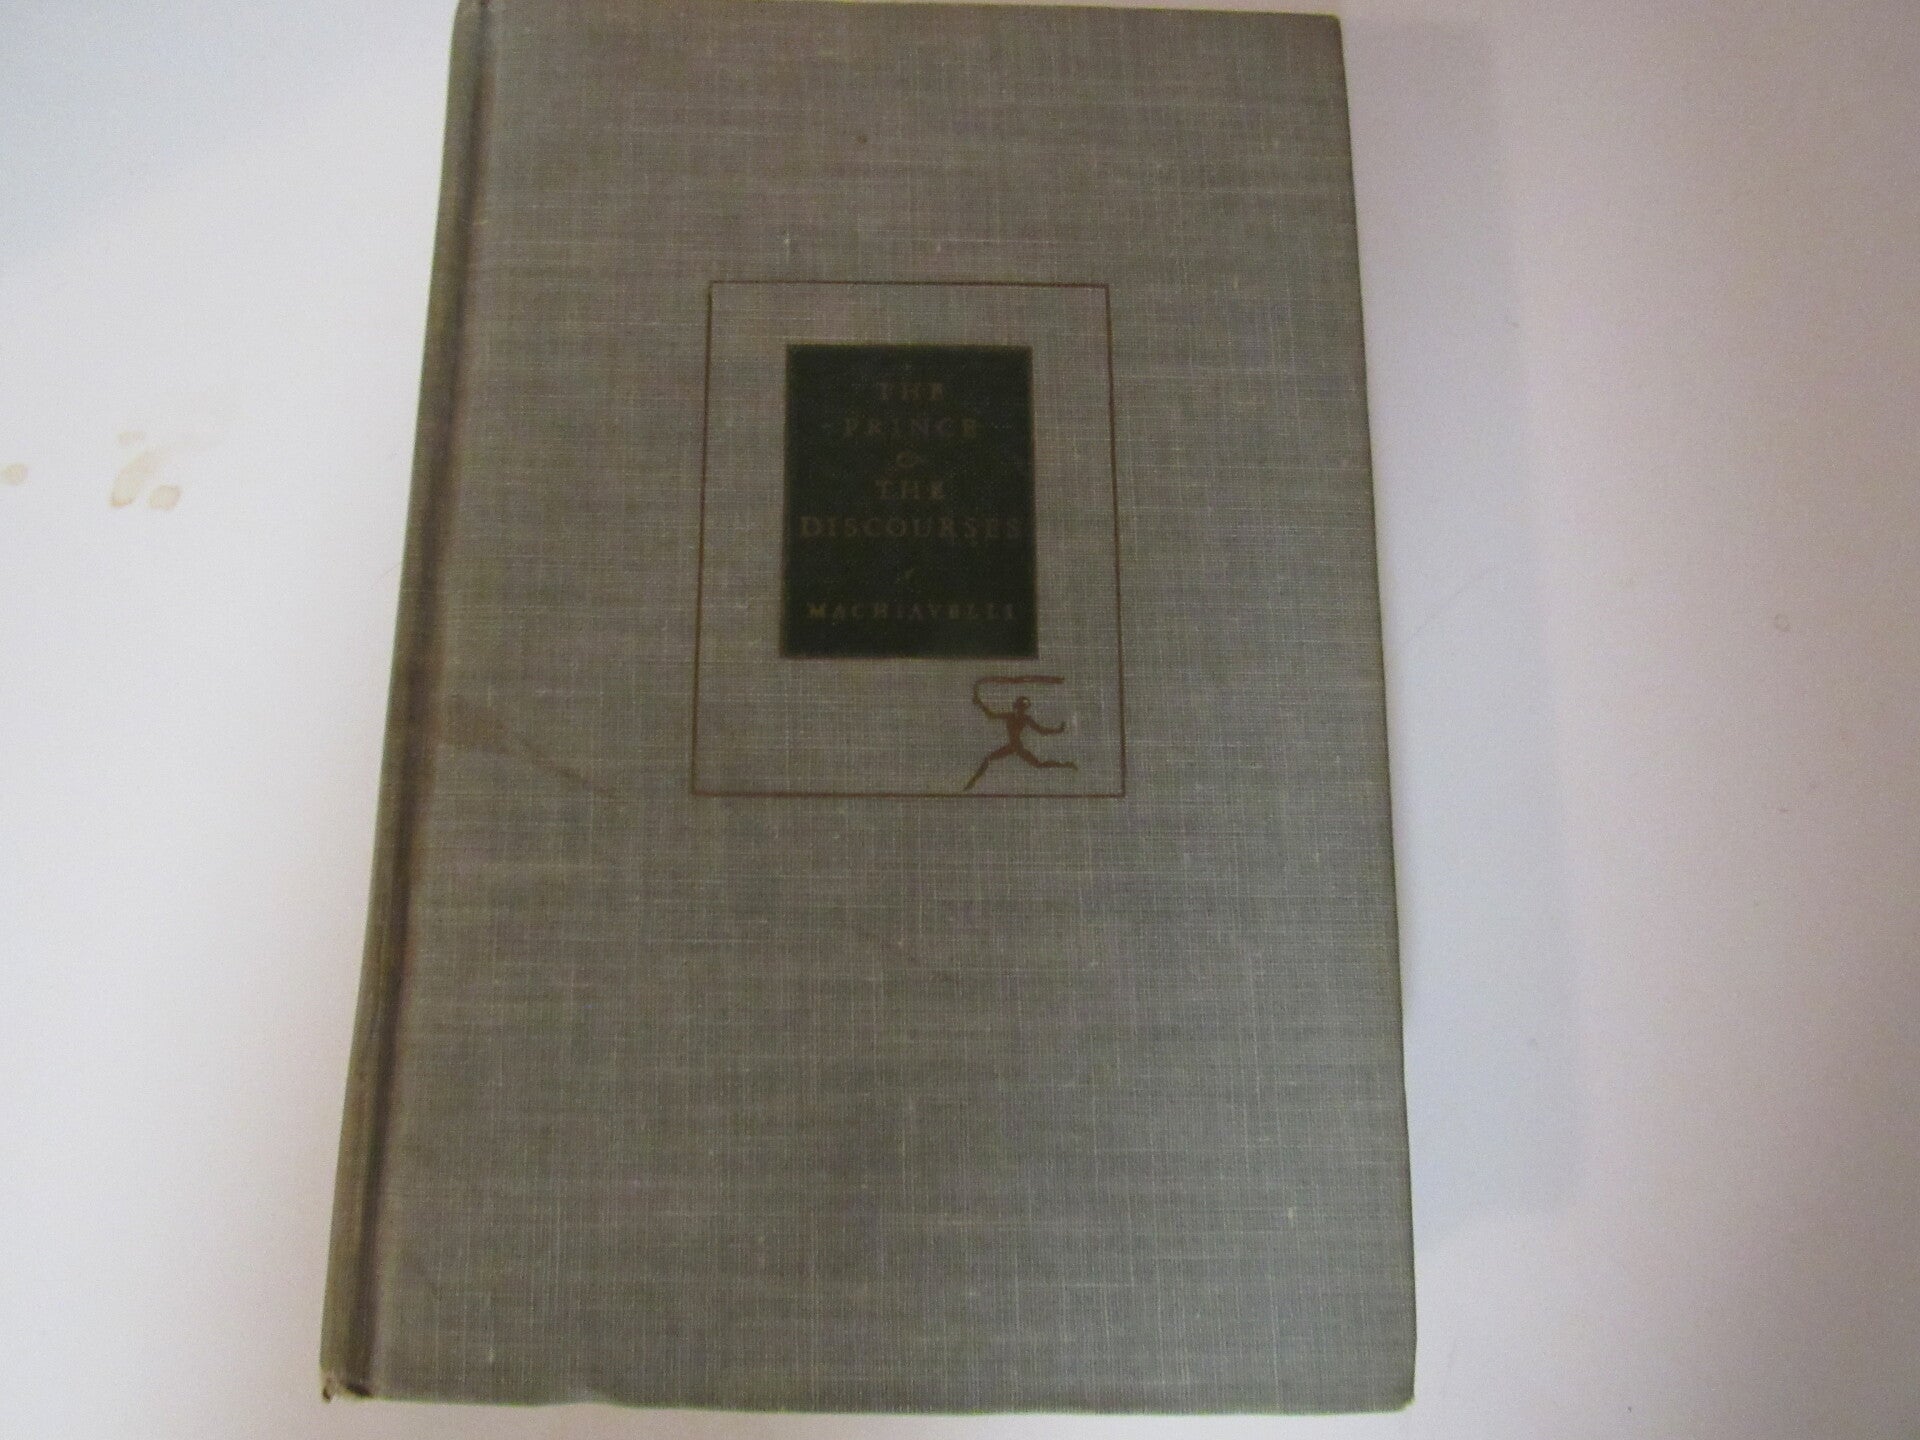 THE
PRINCE
&
THE
DISCOURSES
MACHIAVELLI